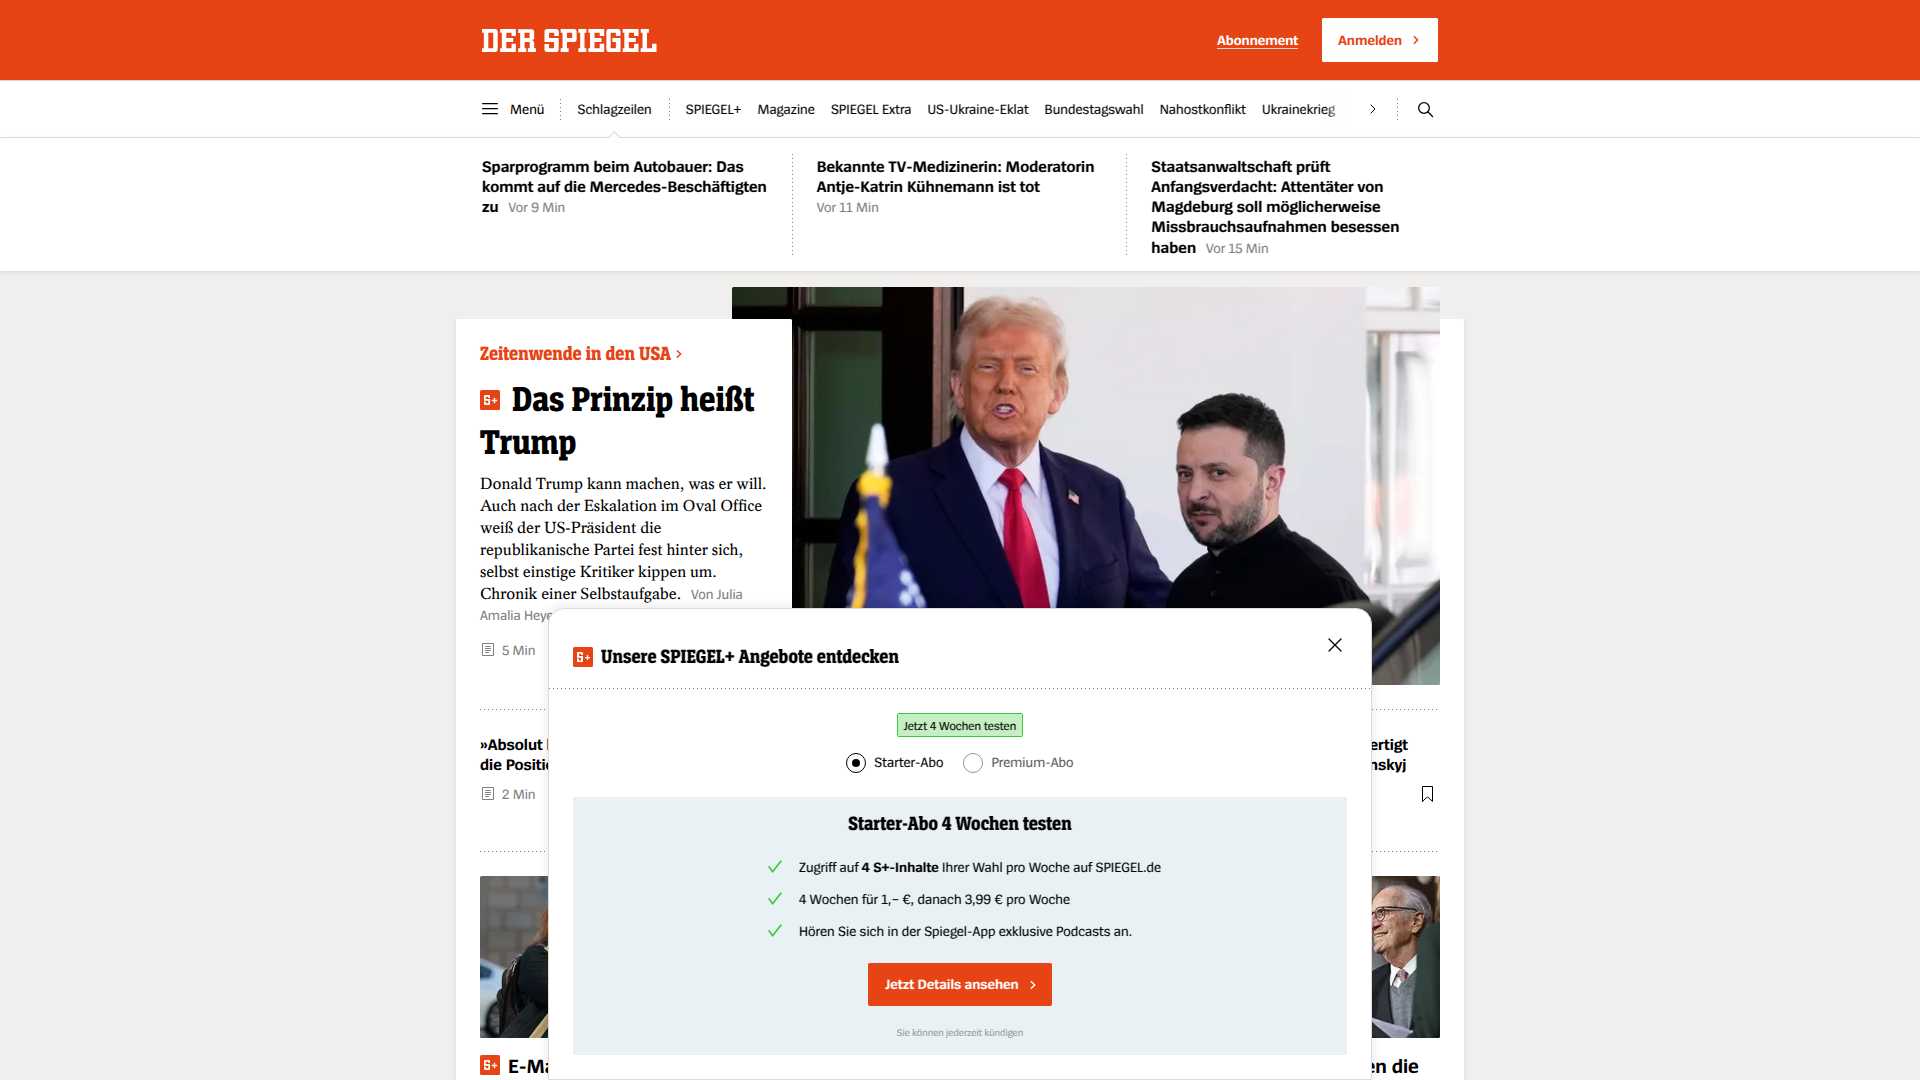 DER SPIEGEL
Abonnement
Anmelden
Menü
Schlagzeilen
SPIEGEL+
Magazine
SPIEGEL Extra
US-Ukraine-Eklat
Bundestagswahl
Nahostkonflikt
Ukrainekrieg
Sparprogramm beim Autobauer: Das
kommt auf die Mercedes-Beschäftigten
zu Vor 9 Min
Bekannte TV-Medizinerin: Moderatorin
Antje-Katrin Kühnemann ist tot
Vor 11 Min
Staatsanwaltschaft prüft
Anfangsverdacht: Attentäter von
Magdeburg soll möglicherweise
Missbrauchsaufnahmen besessen
haben Vor 15 Min
Zeitenwende in den USA
S+ Das Prinzip heißt
Trump
Donald Trump kann machen, was er will.
Auch nach der Eskalation im Oval Office
weiß der US-Präsident die
republikanische Partei fest hinter sich,
selbst einstige Kritiker kippen um.
Chronik einer Selbstaufgabe. Von Julia
Amalia Heye
5 Min
»Absolut
die Positi
2 Min
ertigt
nskyj
S+ Unsere SPIEGEL+ Angebote entdecken
Jetzt 4 Wochen testen
Starter-Abo
Premium-Abo
Starter-Abo 4 Wochen testen
Zugriff auf 4 S+-Inhalte Ihrer Wahl pro Woche auf SPIEGEL.de
4 Wochen für 1,– €, danach 3,99 € pro Woche
Hören Sie sich in der Spiegel-App exklusive Podcasts an.
Jetzt Details ansehen
Sie können jederzeit kündigen
S+ E-Ma
en die